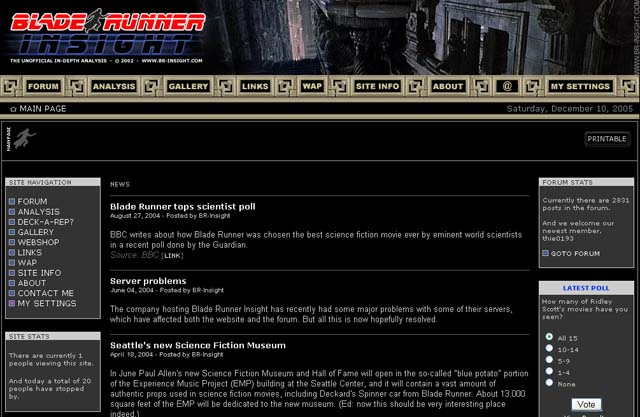 BLADE RUNNER
INSIGHT
THE UNOFFICIAL IN-DEPTH ANALYSIS - © 2002 - WWW.BR-INSIGHT.COM
WWW.BR-INSIGHT.COM
FORUM ANALYSIS GALLERY LINKS WAP SITE INFO ABOUT @ MY SETTINGS
MAIN PAGE
Saturday, December 10, 2005
MAINPAGE
PRINTABLE
SITE NAVIGATION
FORUM
ANALYSIS
DECK-A-REP?
GALLERY
WEBSHOP
LINKS
WAP
SITE INFO
ABOUT
CONTACT ME
MY SETTINGS
SITE STATS
There are currently 1
people viewing this site.
And today a total of 20
people have stopped
by.
NEWS
Blade Runner tops scientist poll
August 27, 2004 - Posted by BR-Insight
BBC writes about how Blade Runner was chosen the best science fiction movie ever by eminent world scientists
in a recent poll done by the Guardian.
Source: BBC [LINK]
Server problems
June 04, 2004 - Posted by BR-Insight
The company hosting Blade Runner Insight has recently had some major problems with some of their servers,
which have affected both the website and the forum. But all this is now hopefully resolved.
Seattle's new Science Fiction Museum
April 18, 2004 - Posted by BR-Insight
In June Paul Allen's new Science Fiction Museum and Hall of Fame will open in the so-called "blue potato" portion
of the Experience Music Project (EMP) building at the Seattle Center, and it will contain a vast amount of
authentic props used in science fiction movies, including Deckard's Spinner car from Blade Runner. About 13.000
square feet of the EMP will be dedicated to the new museum. (Ed: now this should be very interesting place
indeed.)
FORUM STATS
Currently there are 2831
posts in the forum.
And we welcome our
newest member,
thie0193
GOTO FORUM
LATEST POLL
How many of Ridley
Scott's movies have you
seen?
All 15
10-14
5-9
1-4
None
Vote